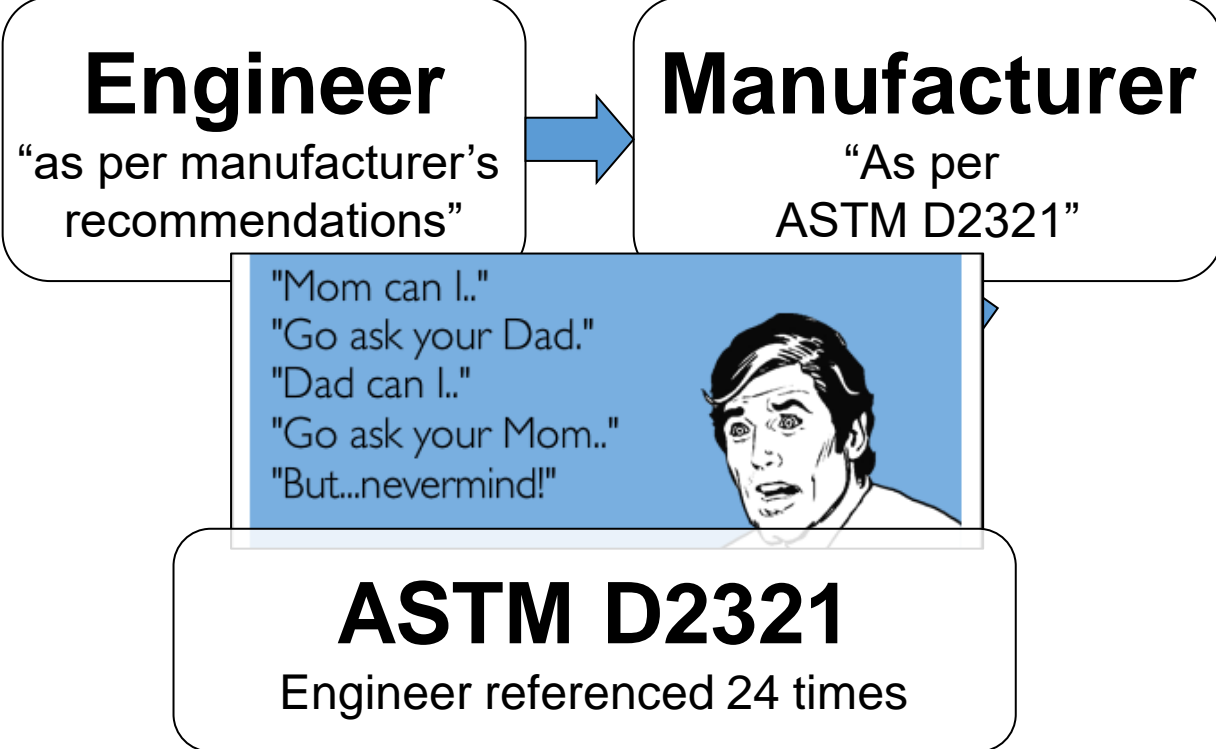 Engineer
“as per manufacturer’s
recommendations”
Manufacturer
“As per
ASTM D2321”
"Mom can I.."
"Go ask your Dad."
"Dad can I.."
"Go ask your Mom.."
"But...nevermind!"
ASTM D2321
Engineer referenced 24 times